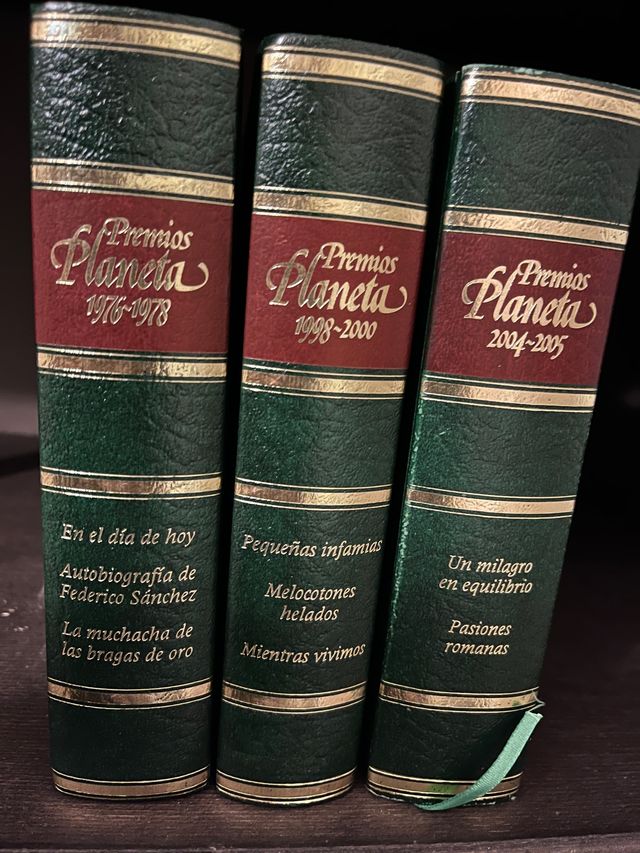 Premios
Planeta
1976~1978
En el día de hoy
Autobiografía de
Federico Sánchez
La muchacha de
las bragas de oro
Premios
Planeta
1998~2000
Pequeñas infamias
Melocotones
helados
Mientras vivimos
Premios
Planeta
2004~2005
Un milagro
en equilibrio
Pasiones
romanas